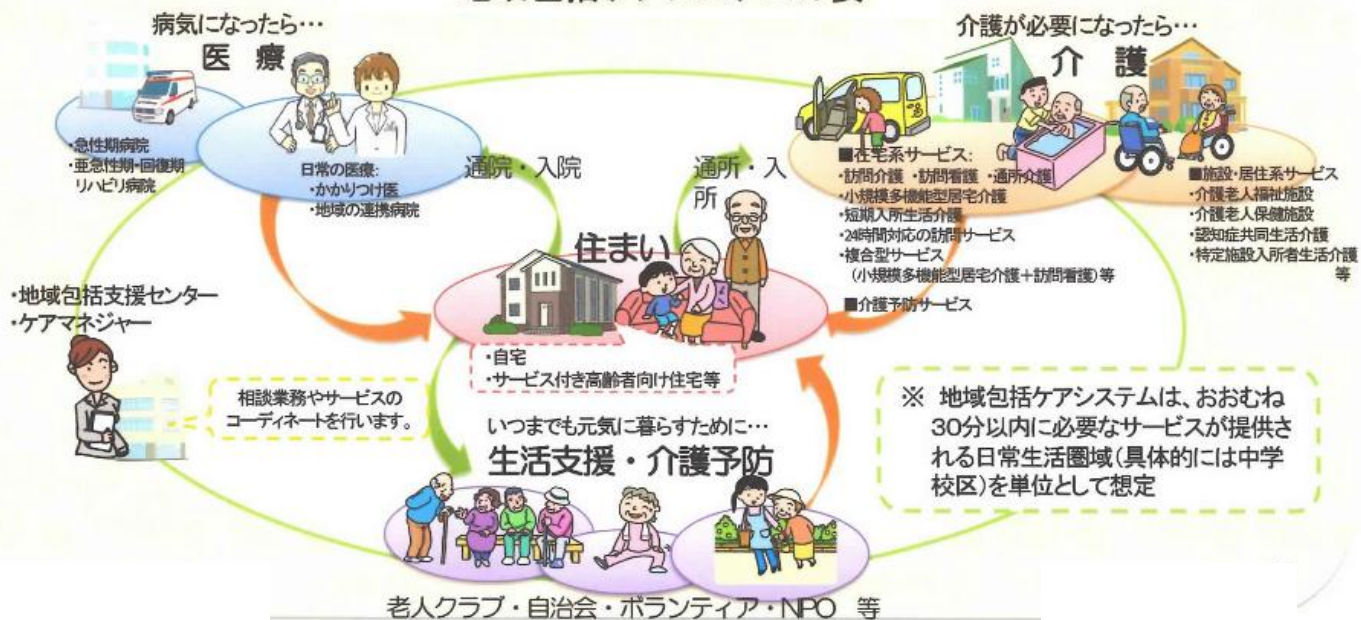 病気になったら…
医 療
・急性期病院
・亜急性期・回復期
リハビリ病院
日常の医療:
・かかりつけ医
・地域の連携病院
通院・入院
通所・入
所
介護が必要になったら…
介 護
■在宅系サービス:
・訪問介護 ・訪問看護 ・通所介護
・小規模多機能型居宅介護
・短期入所生活介護
・24時間対応の訪問サービス
・複合型サービス
(小規模多機能型居宅介護+訪問看護)等
■介護予防サービス
■施設・居住系サービス
・介護老人福祉施設
・介護老人保健施設
・認知症共同生活介護
・特定施設入所者生活介護
等
住まい
・自宅
・サービス付き高齢者向け住宅等
・地域包括支援センター
・ケアマネジャー
相談業務やサービスの
コーディネートを行います。
いつまでも元気に暮らすために…
生活支援・介護予防
※ 地域包括ケアシステムは、おおむね
30分以内に必要なサービスが提供さ
れる日常生活圏域(具体的には中学
校区)を単位として想定
老人クラブ・自治会・ボランティア・NPO 等